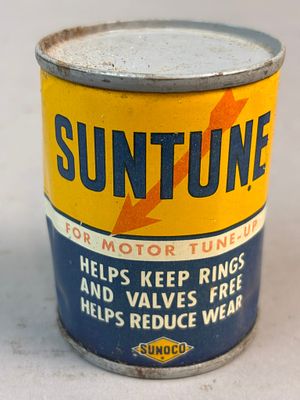 SUNTUNE
FOR MOTOR TUNE-UP
HELPS KEEP RINGS
AND VALVES FREE
HELPS REDUCE WEAR
SUNOCO